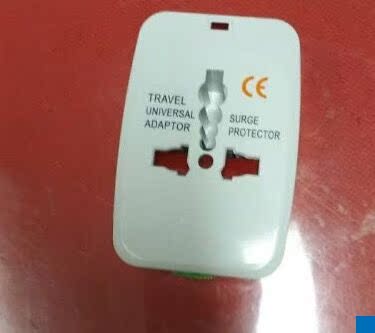 CE
TRAVEL
UNIVERSAL
ADAPTOR
SURGE
PROTECTOR